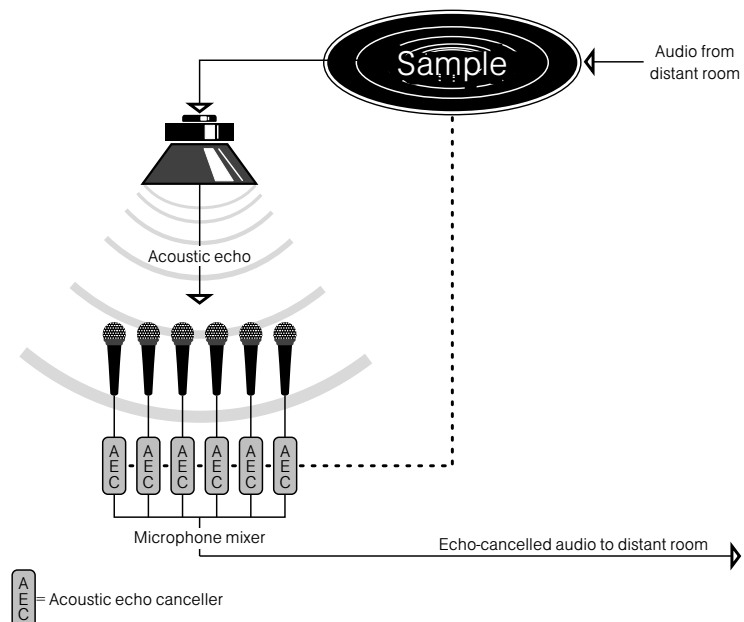 Audio from
distant room
Sample
Acoustic echo
A
E
C
A
E
C
A
E
C
A
E
C
A
E
C
A
E
C
Microphone mixer
Echo-cancelled audio to distant room
A
E
C
= Acoustic echo canceller